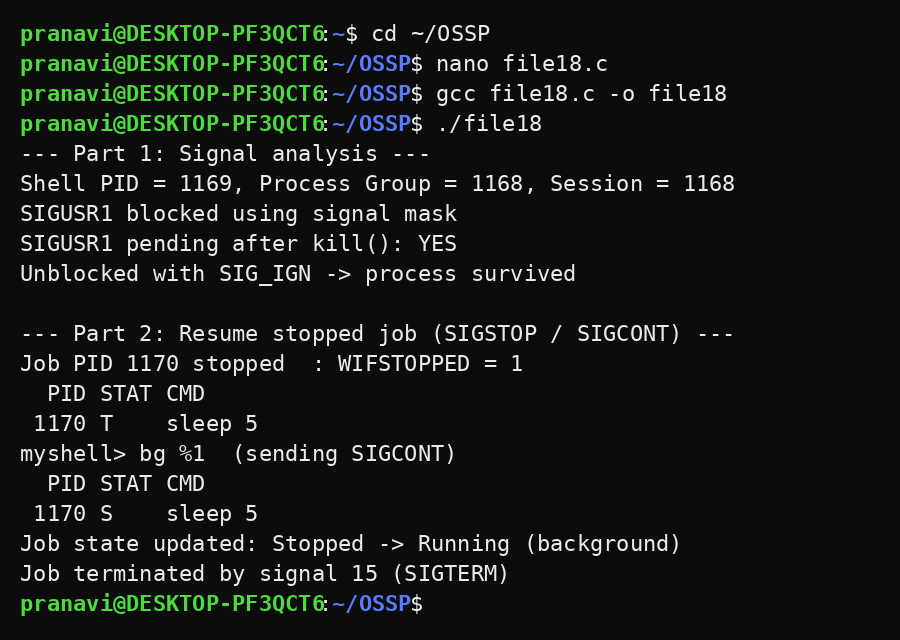 pranavi@DESKTOP-PF3QCT6:~$ cd ~/OSSP
pranavi@DESKTOP-PF3QCT6:~/OSSP$ nano file18.c
pranavi@DESKTOP-PF3QCT6:~/OSSP$ gcc file18.c -o file18
pranavi@DESKTOP-PF3QCT6:~/OSSP$ ./file18
--- Part 1: Signal analysis ---
Shell PID = 1169, Process Group = 1168, Session = 1168
SIGUSR1 blocked using signal mask
SIGUSR1 pending after kill(): YES
Unblocked with SIG_IGN -> process survived

--- Part 2: Resume stopped job (SIGSTOP / SIGCONT) ---
Job PID 1170 stopped  : WIFSTOPPED = 1
  PID STAT CMD
 1170 T    sleep 5
myshell> bg %1  (sending SIGCONT)
  PID STAT CMD
 1170 S    sleep 5
Job state updated: Stopped -> Running (background)
Job terminated by signal 15 (SIGTERM)
pranavi@DESKTOP-PF3QCT6:~/OSSP$